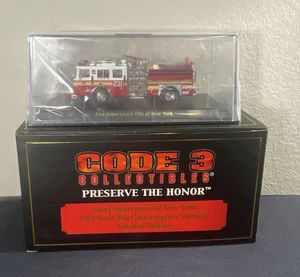 231
Fire Department City of New York
CODE 3
COLLECTIBLES®
PRESERVE THE HONOR™
Fire Department of New York
1/64 Scale Die Cast Seagrave Pumper
Limited Edition